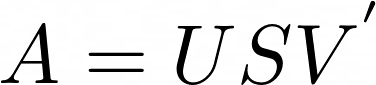 A = USV′